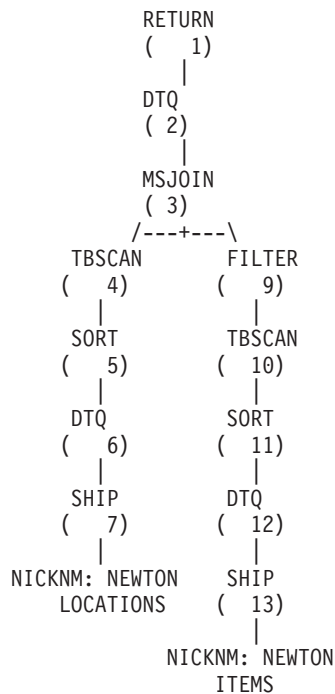 RETURN
( 1)
|
DTQ
( 2)
|
MSJOIN
( 3)
/---+---\
TBSCAN FILTER
( 4) ( 9)
| |
SORT TBSCAN
( 5) ( 10)
| |
DTQ SORT
( 6) ( 11)
| |
SHIP DTQ
( 7) ( 12)
| |
NICKNM: NEWTON SHIP
LOCATIONS ( 13)
|
NICKNM: NEWTON
ITEMS